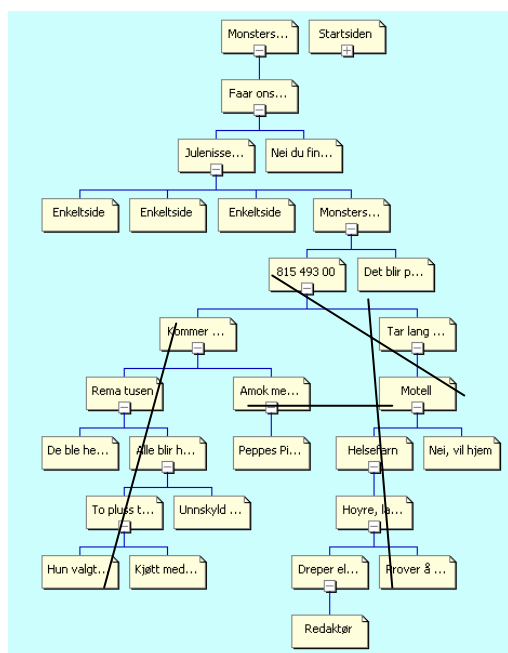 Monsters...
Startsiden
Faar ons...
Julenisse...
Nei du fin...
Enkeltside
Enkeltside
Enkeltside
Monsters...
815 493 00
Det blir p...
Kommer ...
Tar lang ...
Rema tusen
Amok me...
Motell
De ble he...
Alle blir h...
Peppes Pi...
Helsefarn
Nei, vil hjem
To pluss t...
Unnskyld ...
Hoyre, la...
Hun valgt...
Kjøtt med...
Dreper el...
Prover å ...
Redaktør